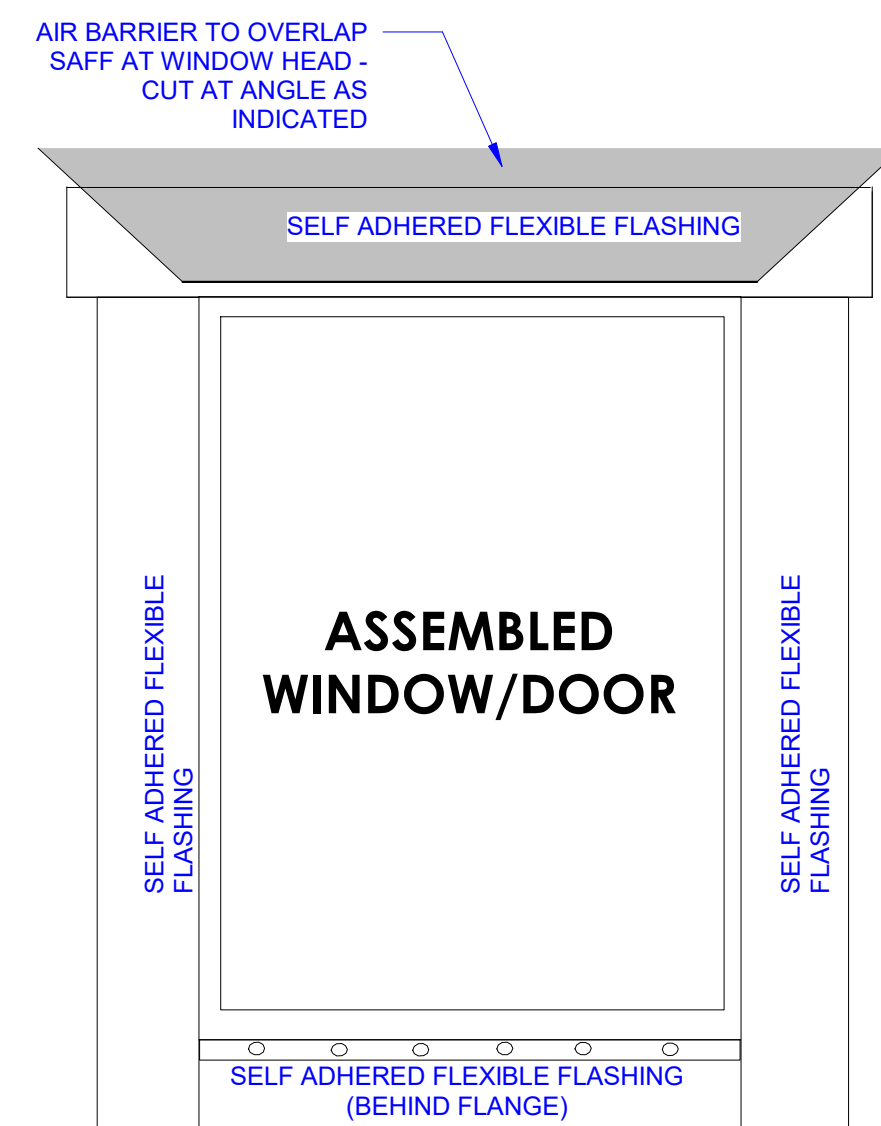 AIR BARRIER TO OVERLAP
SAFF AT WINDOW HEAD -
CUT AT ANGLE AS
INDICATED
SELF ADHERED FLEXIBLE FLASHING
SELF ADHERED FLEXIBLE
FLASHING
ASSEMBLED
WINDOW/DOOR
SELF ADHERED FLEXIBLE
FLASHING
SELF ADHERED FLEXIBLE FLASHING
(BEHIND FLANGE)